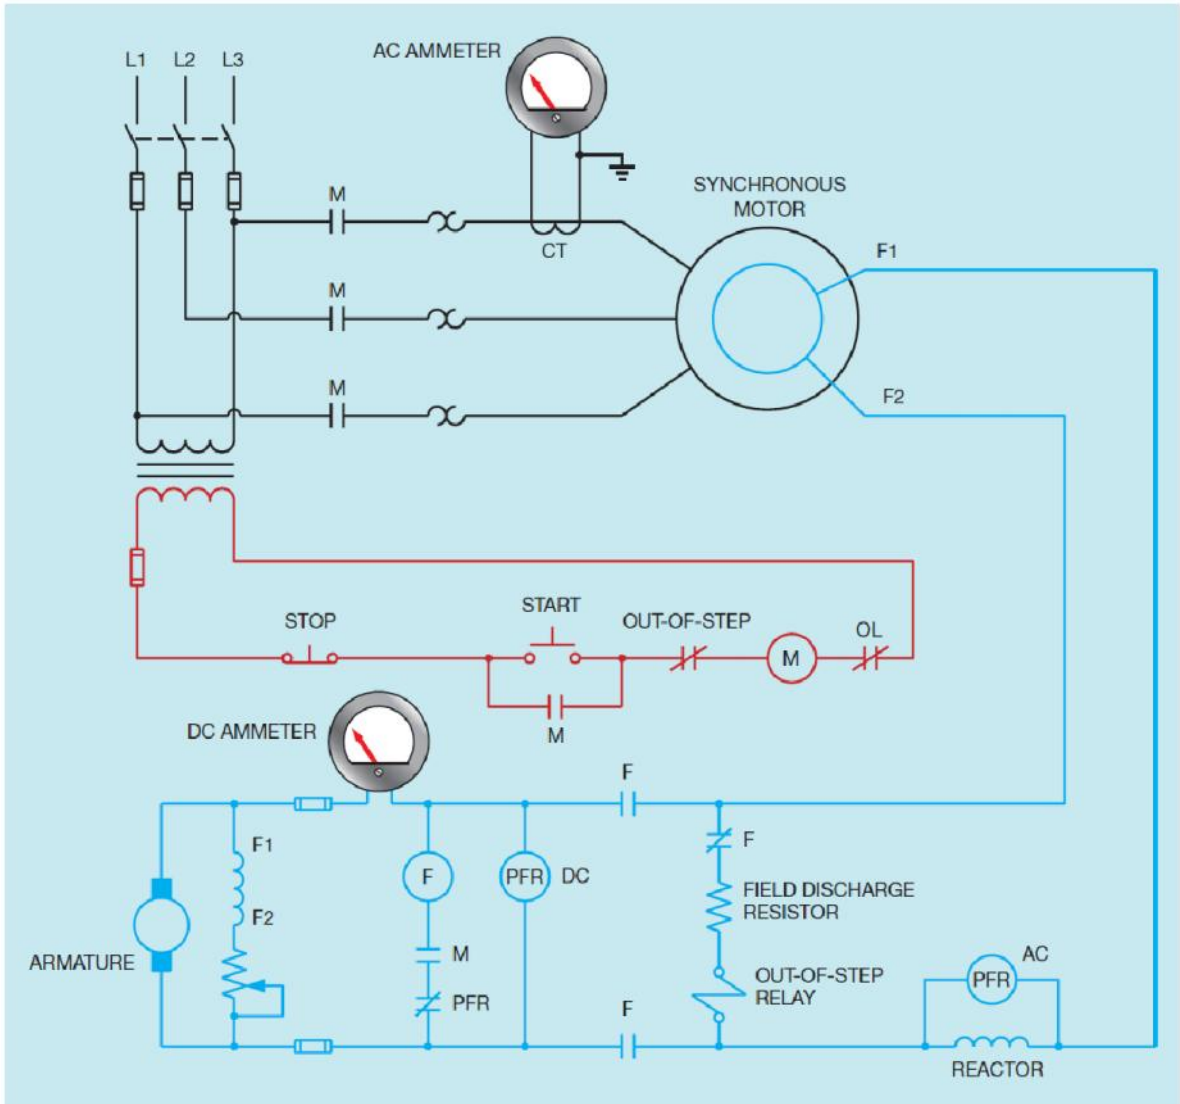 AC AMMETER
L1 L2 L3
M
CT
SYNCHRONOUS
MOTOR
F1
M
M
F2
STOP
START
OUT-OF-STEP
M
OL
M
DC AMMETER
F
F1
F2
ARMATURE
F
M
PFR
PFR
DC
F
FIELD DISCHARGE
RESISTOR
OUT-OF-STEP
RELAY
F
AC
PFR
REACTOR